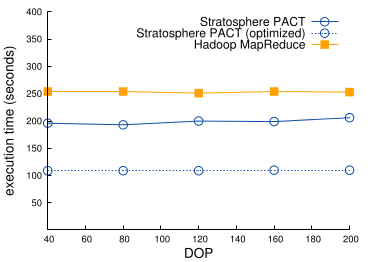 400
350
300
250
200
150
100
50
execution time (seconds)
Stratosphere PACT
Stratosphere PACT (optimized)
Hadoop MapReduce
40 60 80 100 120 140 160 180 200
DOP